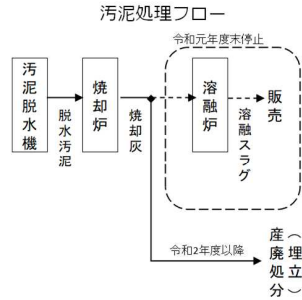 汚泥処理フロー
令和元年度末停止
汚泥脱水機
脱水汚泥
焼却炉
焼却灰
溶融炉
溶融スラグ
販売
令和2年度以降
産廃処分
（埋立）